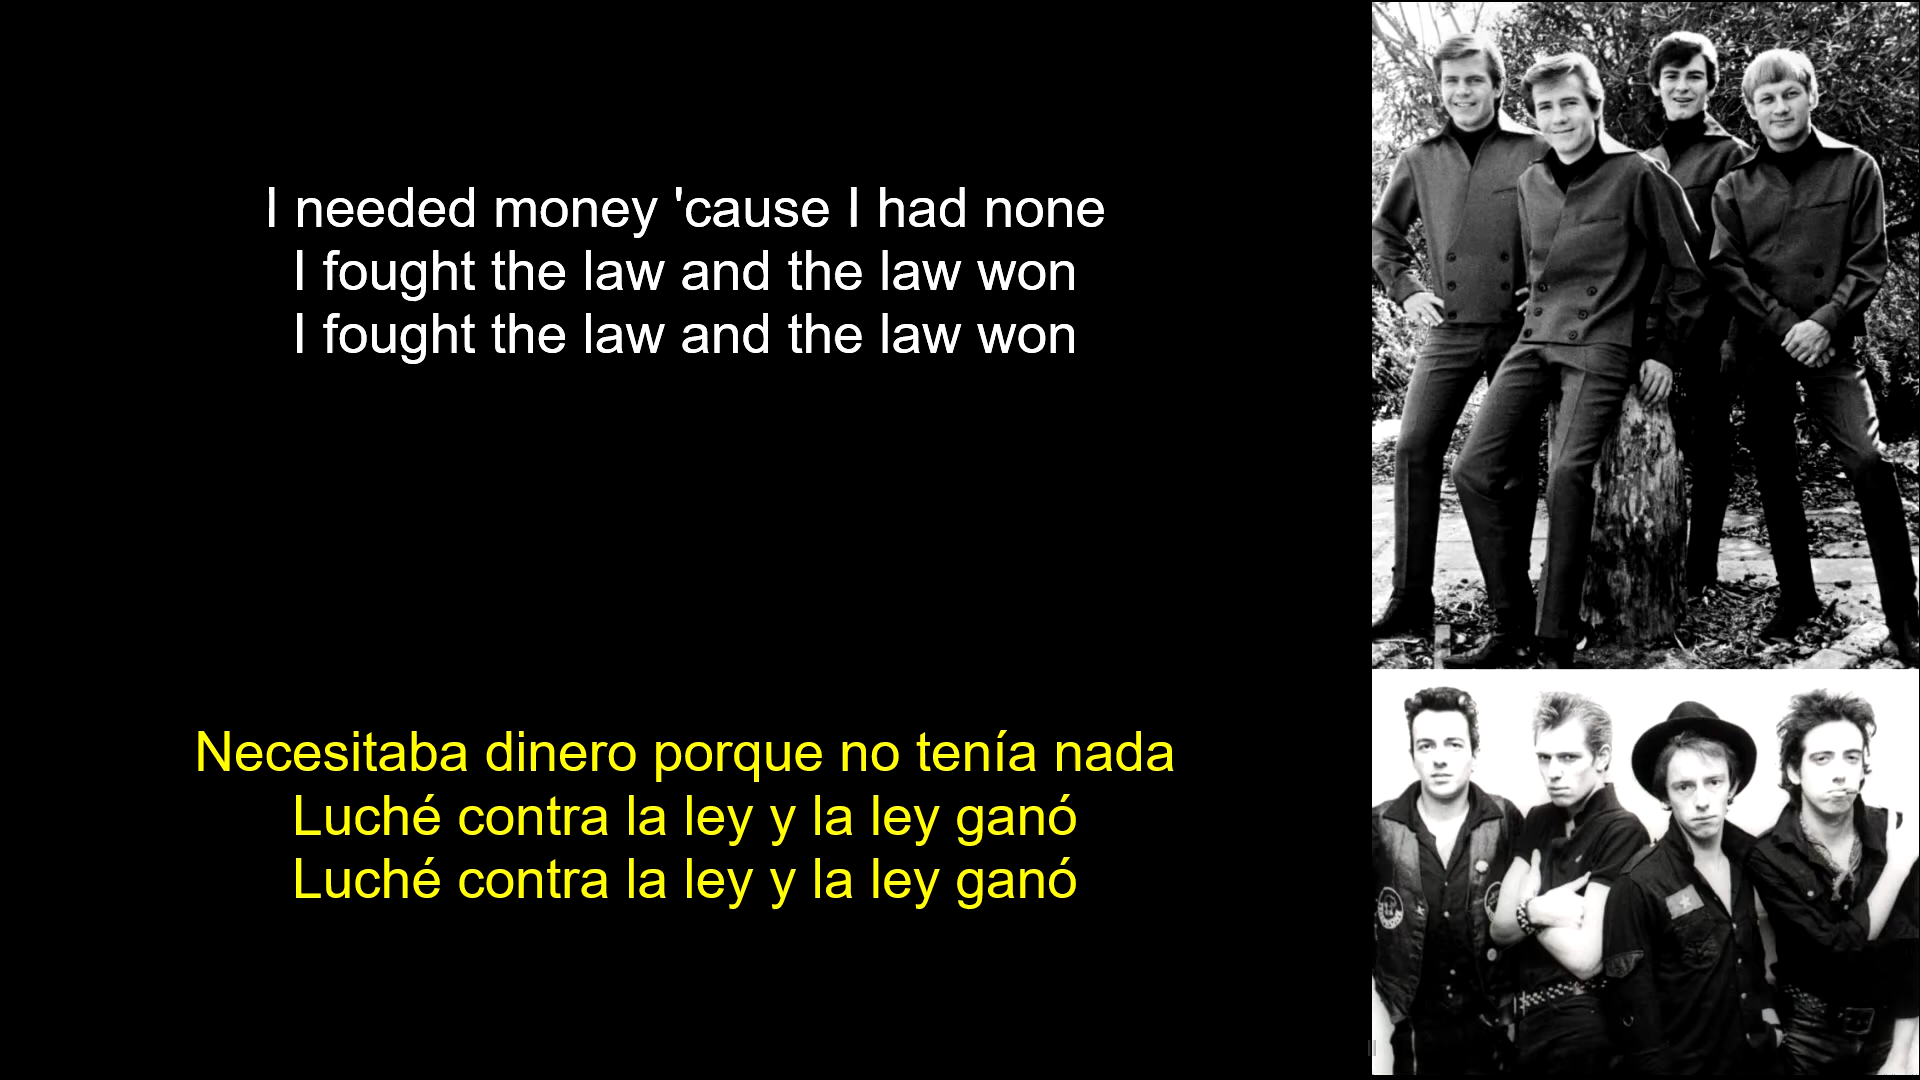 I needed money 'cause I had none
I fought the law and the law won
I fought the law and the law won
Necesitaba dinero porque no tenía nada
Luché contra la ley y la ley ganó
Luché contra la ley y la ley ganó